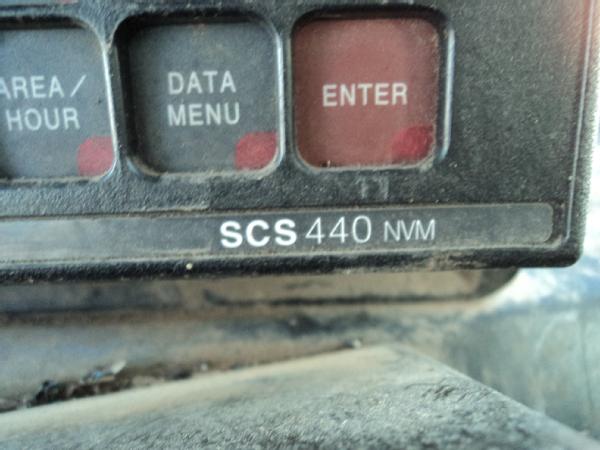 AREA/
HOUR
DATA
MENU
ENTER
SCS 440 NVM